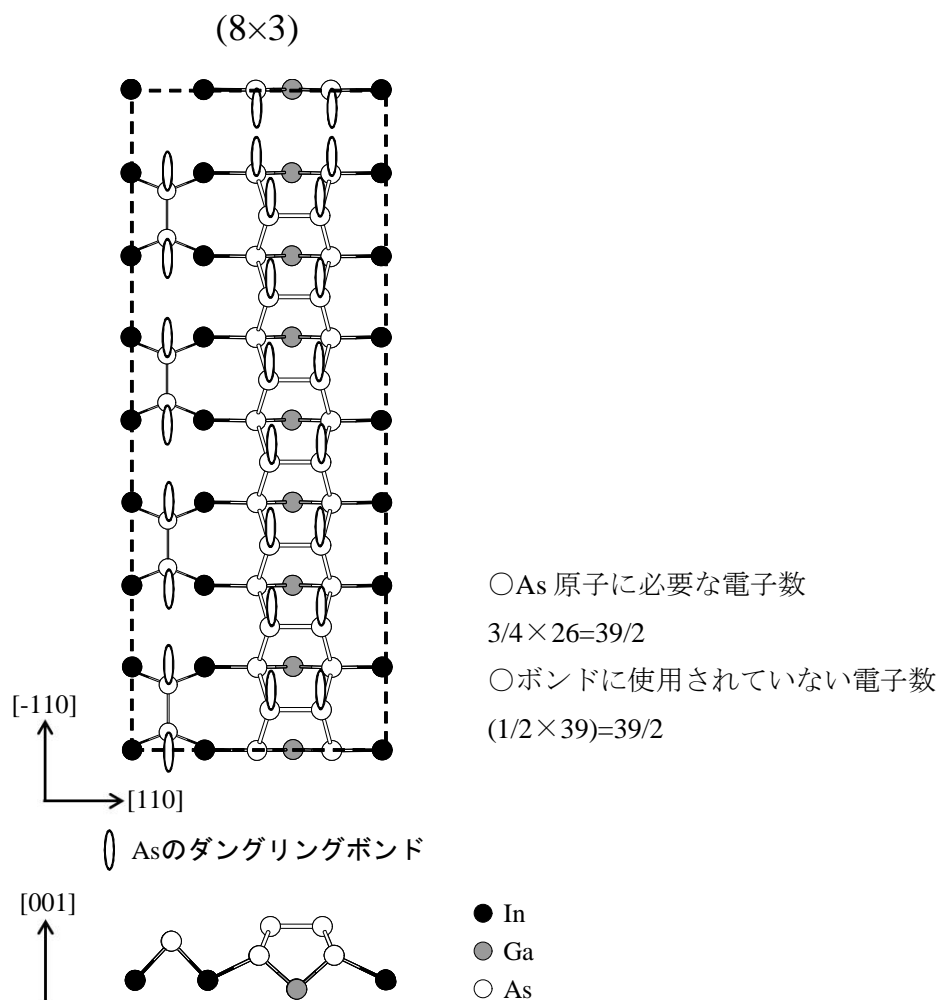 (8×3)
○As 原子に必要な電子数
3/4×26=39/2
○ボンドに使用されていない電子数
(1/2×39)=39/2
[-110]
[110]
Asのダングリングボンド
[001]
In
Ga
As